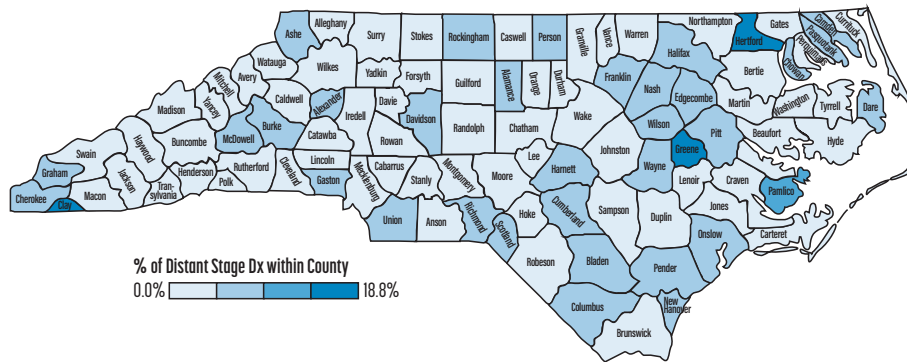 Ashe
Alleghany
Surry
Stokes
Rockingham
Caswell
Person
Granville
Vance
Warren
Northampton
Hertford
Gates
Camden
Currituck
Pasquotank
Perquimans
Chowan
Halifax
Watauga
Wilkes
Yadkin
Forsyth
Guilford
Alamance
Orange
Durham
Franklin
Nash
Edgecombe
Bertie
Martin
Washington
Tyrrell
Dare
Mitchell
Avery
Yancey
Caldwell
Alexander
Iredell
Davie
Davidson
Randolph
Chatham
Wake
Wilson
Pitt
Beaufort
Hyde
Madison
Burke
McDowell
Catawba
Rowan
Johnston
Greene
Wayne
Swain
Haywood
Buncombe
Rutherford
Cleveland
Lincoln
Gaston
Mecklenburg
Cabarrus
Stanly
Montgomery
Moore
Lee
Harnett
Lenoir
Craven
Pamlico
Graham
Cherokee
Clay
Macon
Jackson
Tran-
sylvania
Henderson
Polk
Union
Anson
Richmond
Scotland
Hoke
Cumberland
Sampson
Duplin
Jones
Onslow
Carteret
Robeson
Bladen
Pender
Columbus
New
Hanover
Brunswick
% of Distant Stage Dx within County
0.0% 18.8%